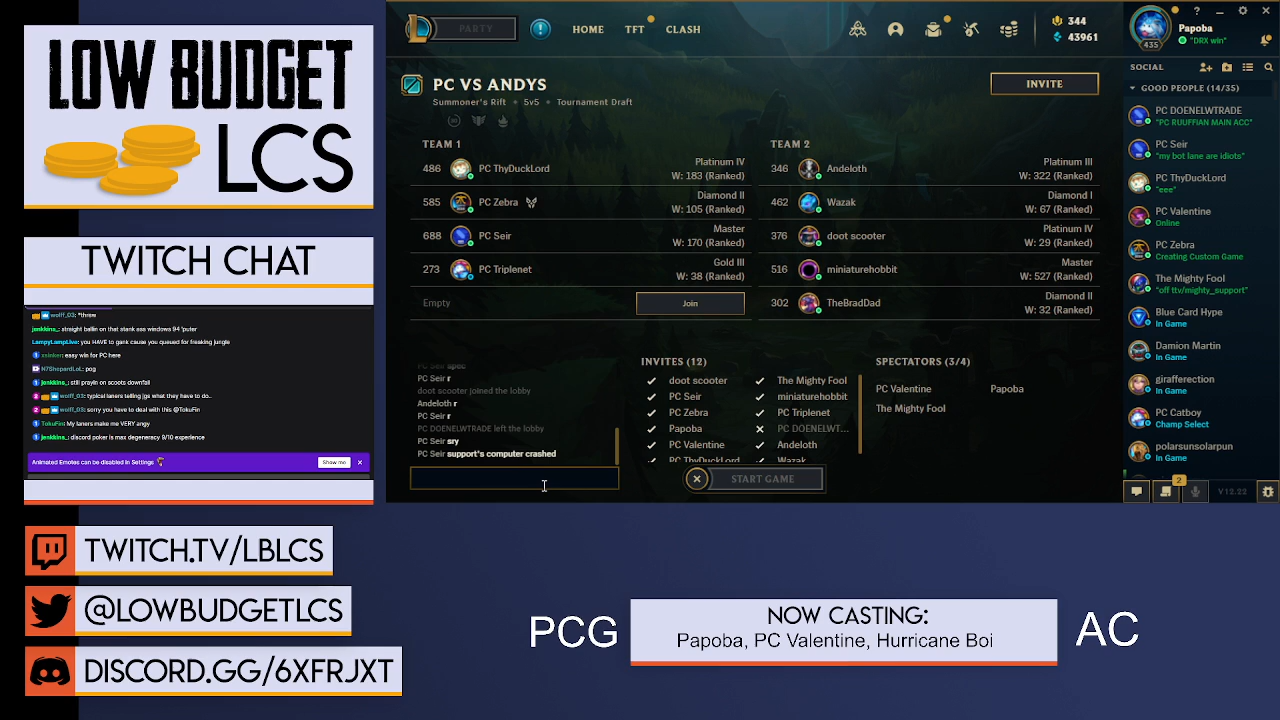 LOW BUDGET
LCS
TWITCH CHAT
wolff_03: *throw
jenkkins_: straight ballin on that stank ass windows 94 'puter
LampyLampLive: you HAVE to gank cause you queued for freaking jungle
xsinker: easy win for PC here
N7ShepardLoL: pog
jenkkins_: still prayin on scoots downfall
wolff_03: typical laners telling jgs what they have to do..
wolff_03: sorry you have to deal with this @TokuFin
TokuFin: My laners make me VERY angy
jenkkins_: discord poker is max degeneracy 9/10 experience
Animated Emotes can be disabled in Settings
Show me
TWITCH.TV/LBLCS
@LOWBUDGETLCS
DISCORD.GG/6XFRJXT
PARTY
HOME
TFT
CLASH
344
43961
435
Papoba
"DRX win"
PC VS ANDYS
Summoner's Rift • 5v5 • Tournament Draft
INVITE
TEAM 1
486 PC ThyDuckLord Platinum IV
W: 183 (Ranked)
585 PC Zebra Diamond II
W: 105 (Ranked)
688 PC Seir Master
W: 170 (Ranked)
273 PC Triplenet Gold III
W: 38 (Ranked)
Empty
Join
TEAM 2
346 Andeloth Platinum III
W: 322 (Ranked)
462 Wazak Diamond I
W: 67 (Ranked)
376 doot scooter Platinum IV
W: 29 (Ranked)
516 miniaturehobbit Master
W: 527 (Ranked)
302 TheBradDad Diamond II
W: 32 (Ranked)
PC Seir spec
PC Seir r
doot scooter joined the lobby
Andeloth r
PC Seir r
PC DOENELWTRADE left the lobby
PC Seir sry
PC Seir support's computer crashed
INVITES (12)
doot scooter
PC Seir
PC Zebra
Papoba
PC Valentine
PC ThyDuckLord
The Mighty Fool
miniaturehobbit
PC Triplenet
PC DOENELWT...
Andeloth
Wazak
SPECTATORS (3/4)
PC Valentine
Papoba
The Mighty Fool
START GAME
SOCIAL
GOOD PEOPLE (14/35)
PC DOENELWTRADE
"PC RUUFFIAN MAIN ACC"
PC Seir
"my bot lane are idiots"
PC ThyDuckLord
"eee"
PC Valentine
Online
PC Zebra
Creating Custom Game
The Mighty Fool
"off ttv/mighty_support"
Blue Card Hype
In Game
Damion Martin
In Game
girafferection
In Game
PC Catboy
Champ Select
polarsunsolarpun
In Game
2
V12.22
PCG
NOW CASTING:
Papoba, PC Valentine, Hurricane Boi
AC